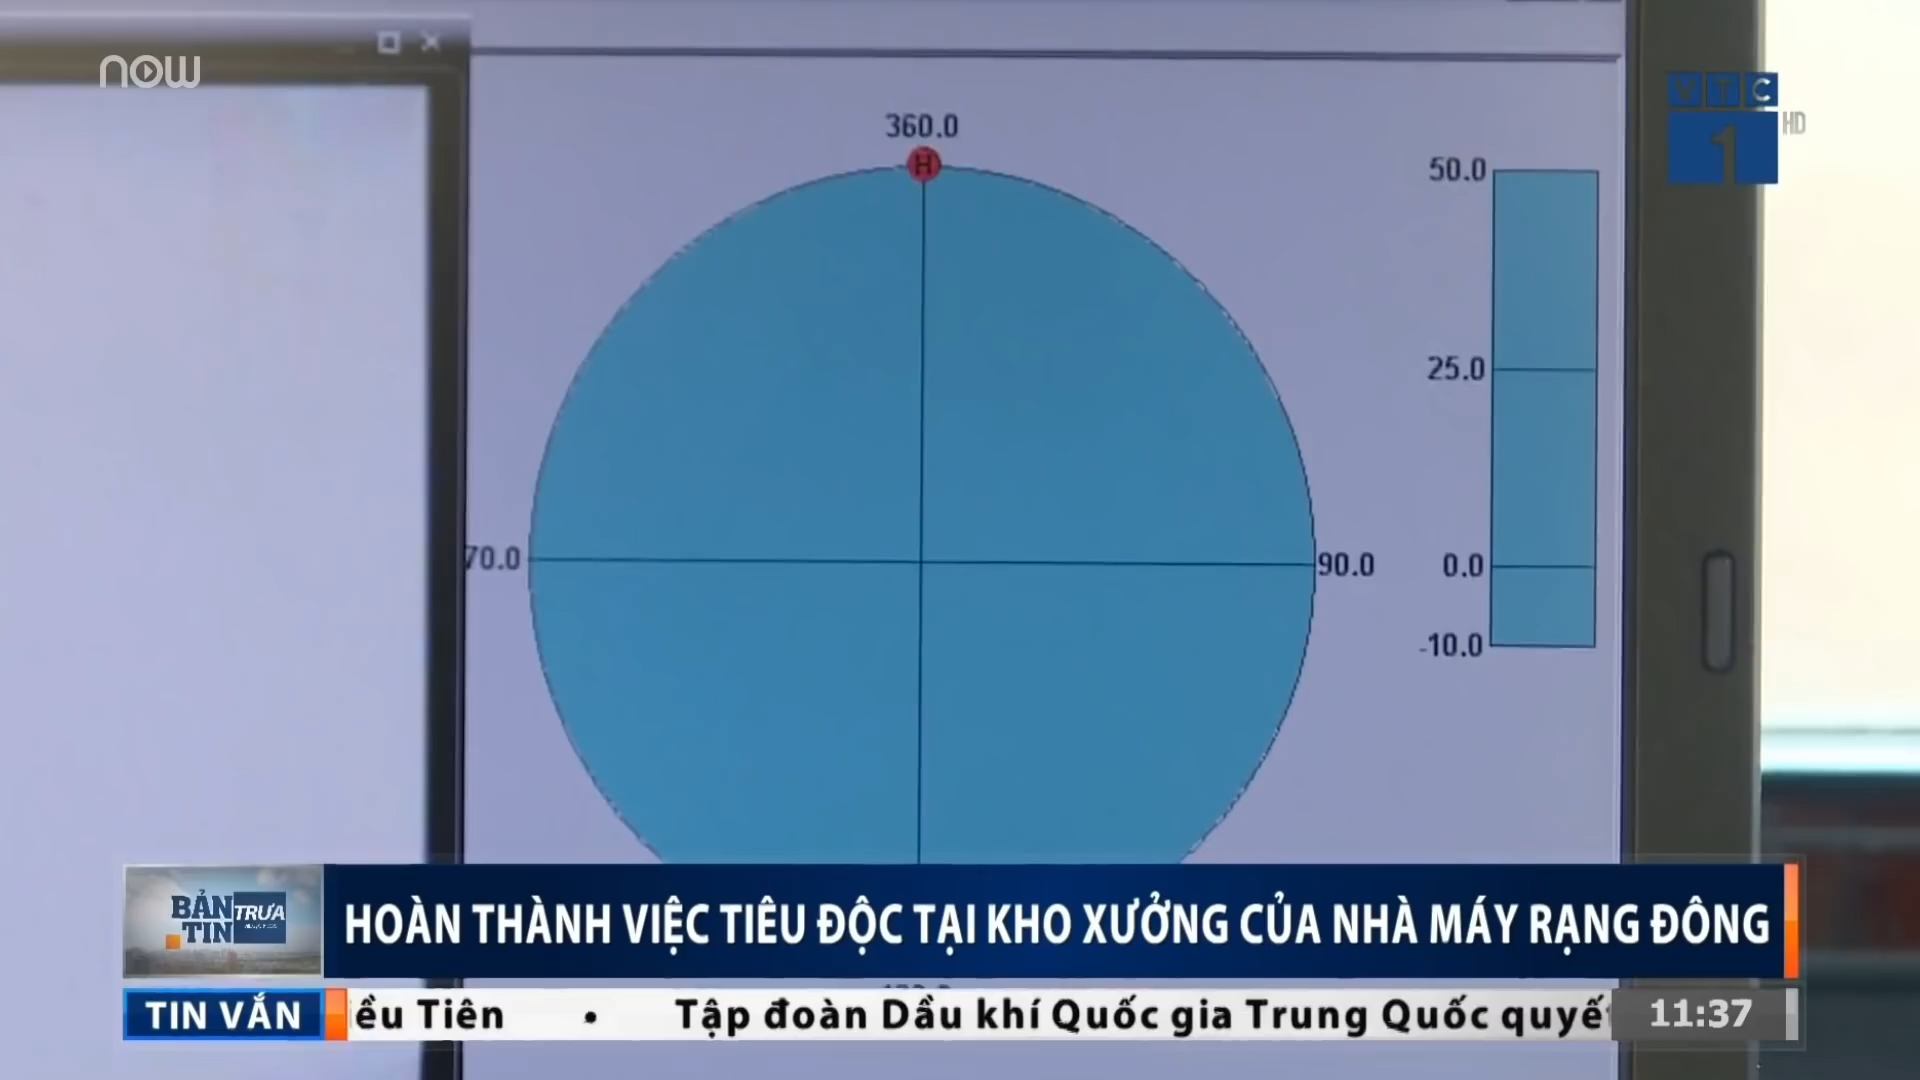 now
VTC
1 HD
360.0
H
50.0
25.0
70.0
90.0
0.0
-10.0
BẢN TIN TRƯA
HOÀN THÀNH VIỆC TIÊU ĐỘC TẠI KHO XƯỞNG CỦA NHÀ MÁY RẠNG ĐÔNG
TIN VẮN
iều Tiên • Tập đoàn Dầu khí Quốc gia Trung Quốc quyết
11:37